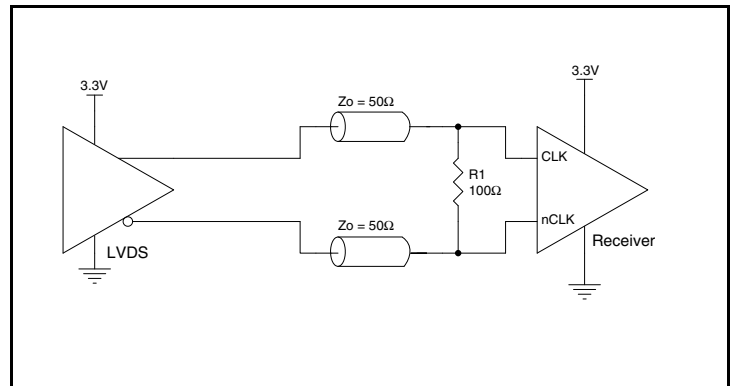 3.3V
3.3V
Zo = 50Ω
CLK
R1
100Ω
nCLK
Zo = 50Ω
Receiver
LVDS